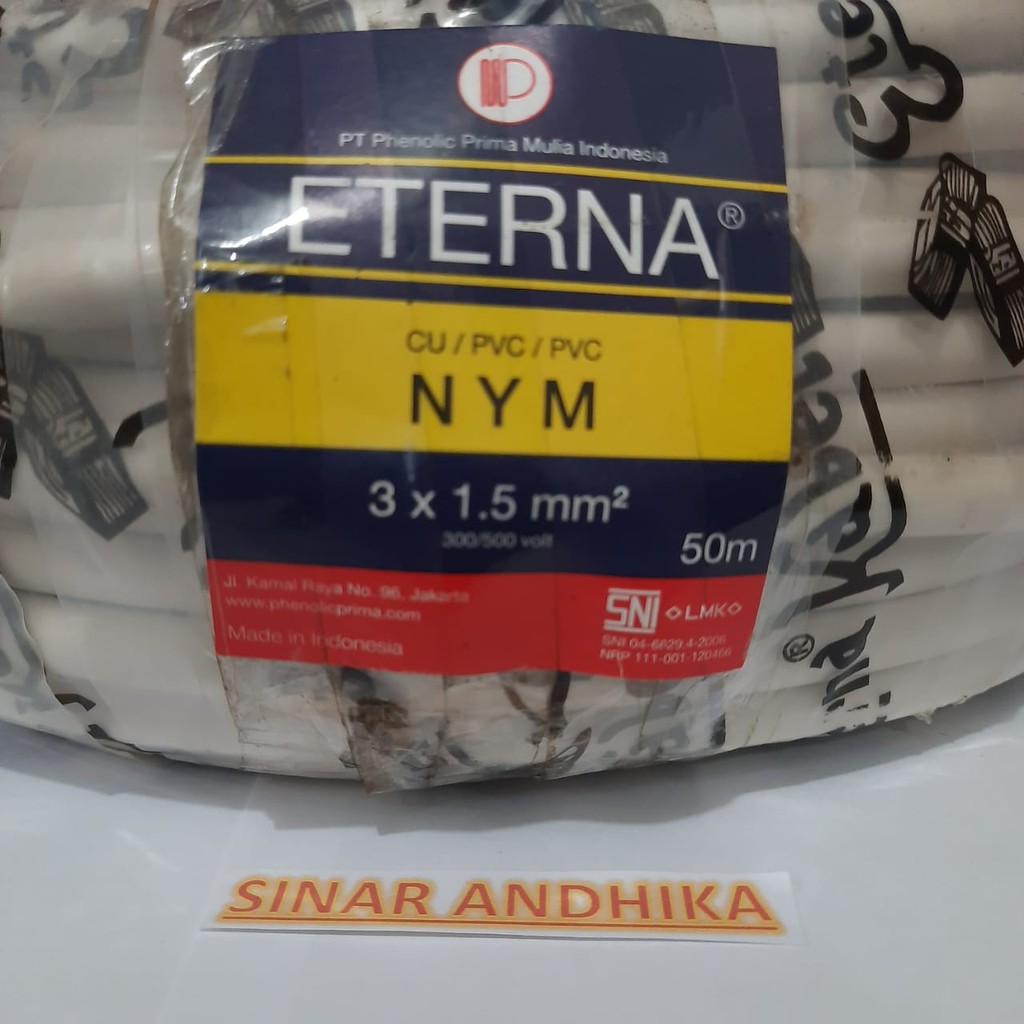 PT Phenolic Prima Mulia Indonesia
ETERNA®
CU / PVC / PVC
NYM
3 x 1.5 mm²
300/500 volt
50m
Jl. Kamal Raya No. 96, Jakarta
www.phenolicprima.com
Made in Indonesia
SNI ◇LMK◇
SNI 04-6629.4-2006
NRP 111-001-120466
SINAR ANDHIKA